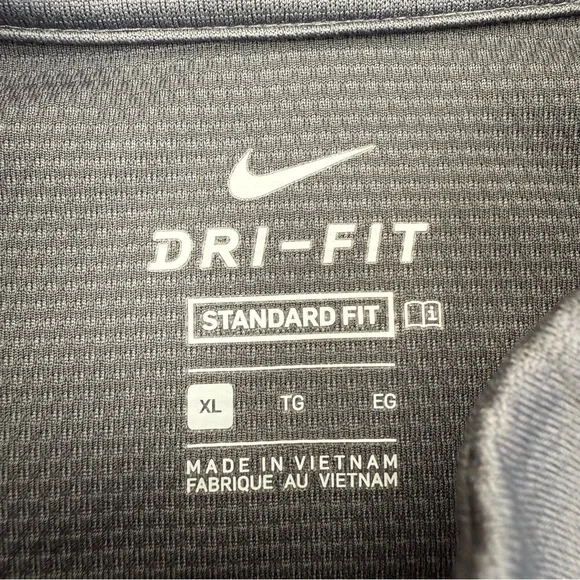 DRI-FIT
STANDARD FIT i
XL TG EG
MADE IN VIETNAM
FABRIQUE AU VIETNAM